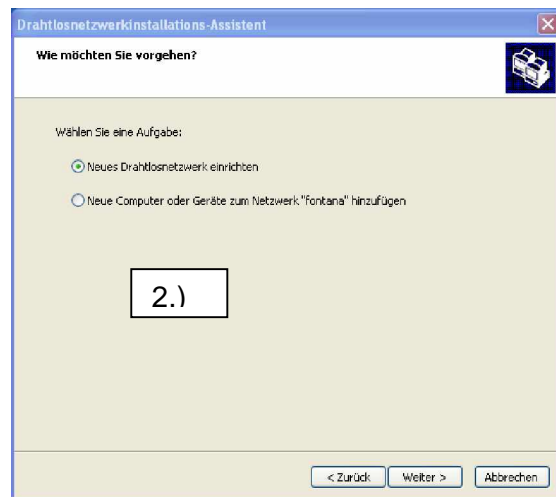 Drahtlosnetzwerkinstallations-Assistent
Wie möchten Sie vorgehen?
Wählen Sie eine Aufgabe:
Neues Drahtlosnetzwerk einrichten
Neue Computer oder Geräte zum Netzwerk "fontana" hinzufügen
2.)
< Zurück
Weiter >
Abbrechen